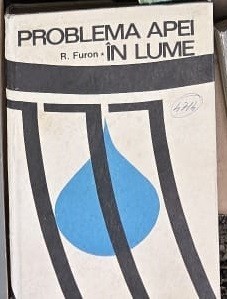 PROBLEMA APEI
R. Furon • ÎN LUME